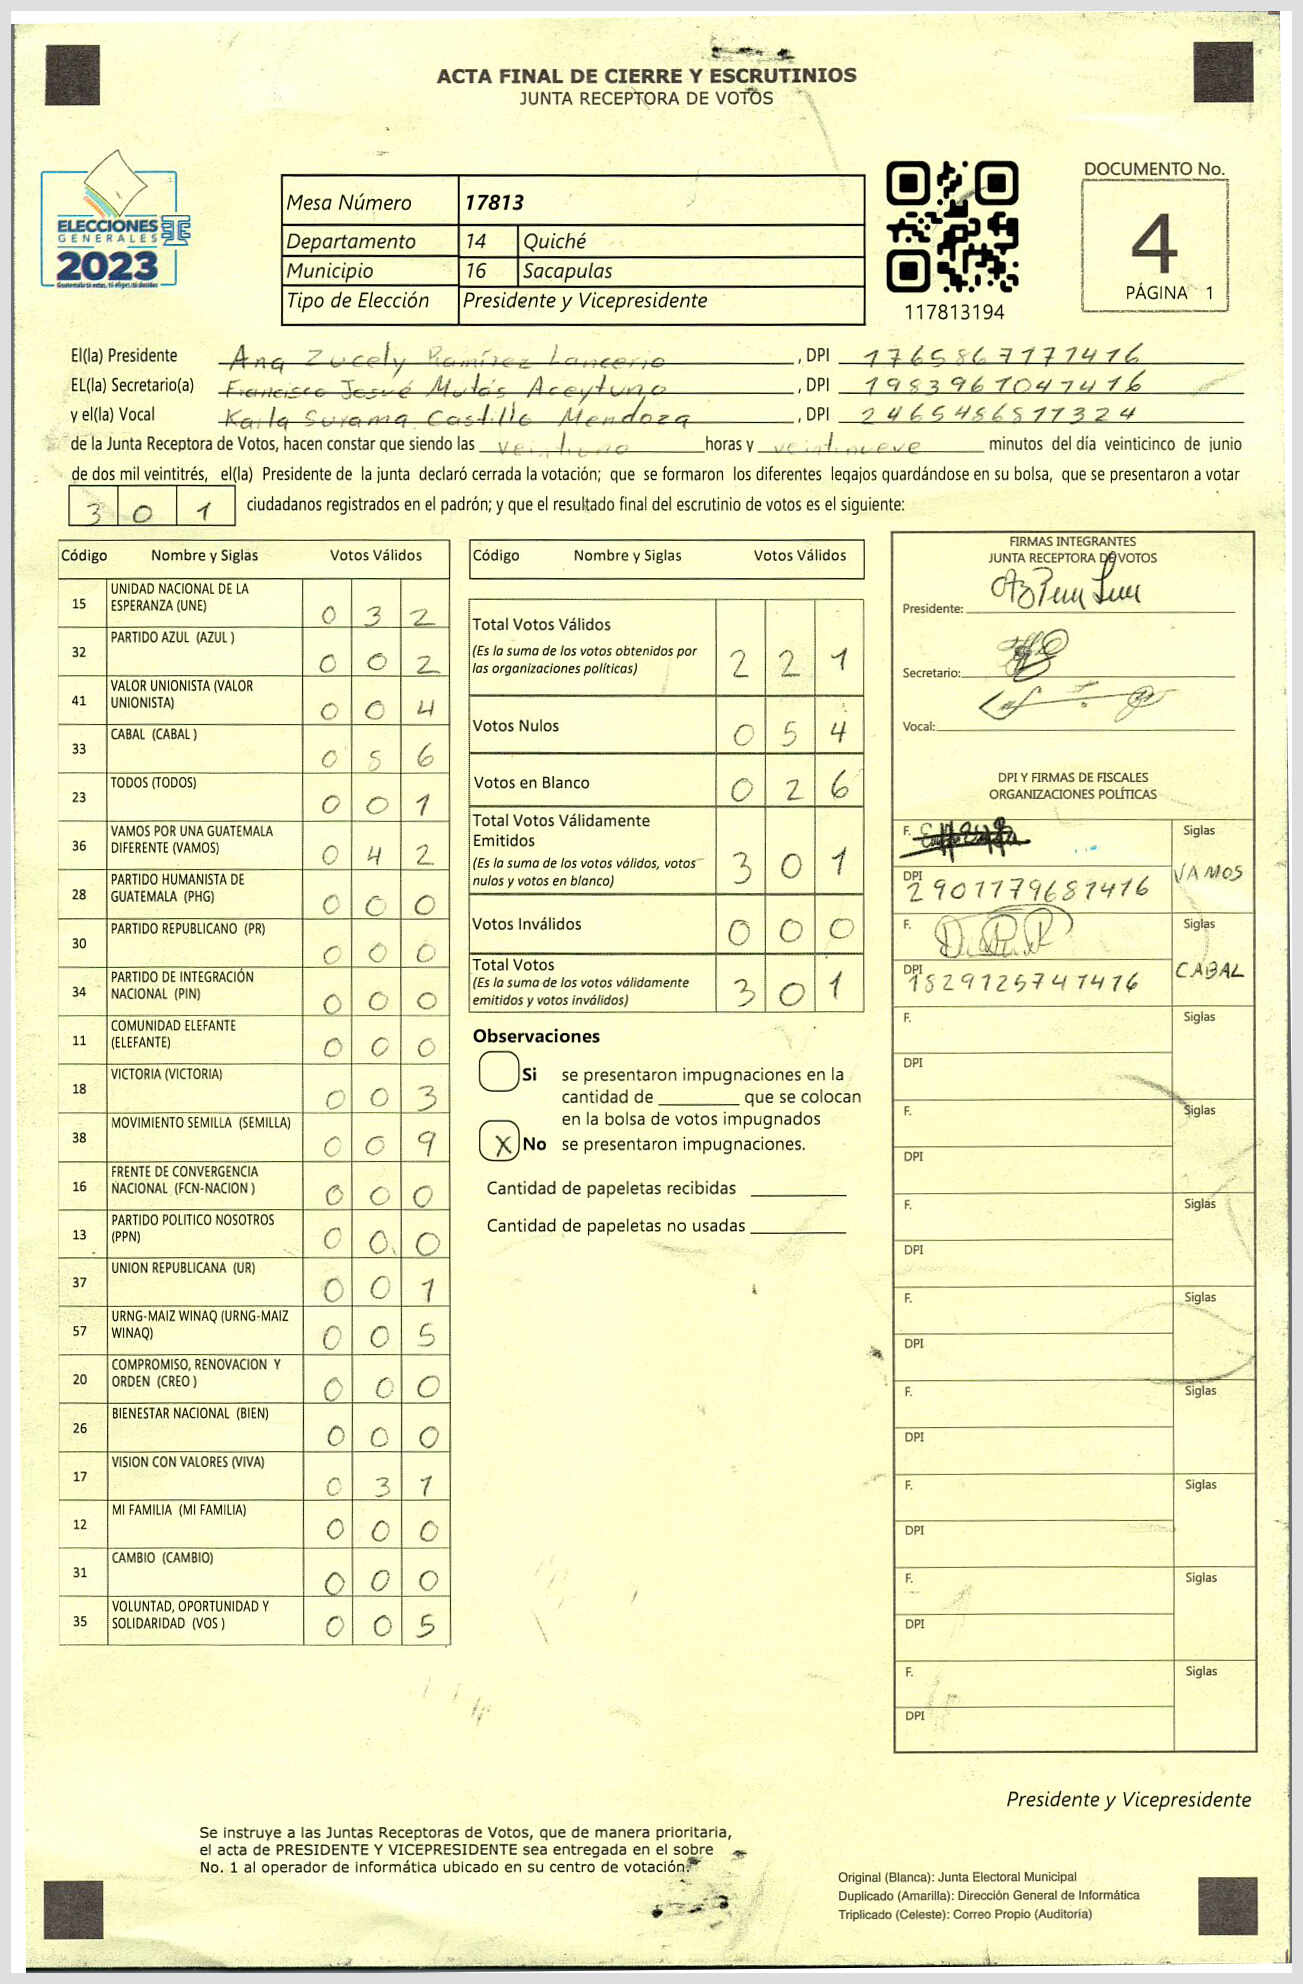 ACTA FINAL DE CIERRE Y ESCRUTINIOS
JUNTA RECEPTORA DE VOTOS
ELECCIONES
GENERALES
2023
Mesa Número 17813
Departamento 14 Quiché
Municipio 16 Sacapulas
Tipo de Elección Presidente y Vicepresidente
117813194
DOCUMENTO No.
4
PÁGINA 1
El(la) Presidente Ana Zucely Ramírez Lancerio , DPI 1765867171416
EL(la) Secretario(a) Francisco Josué Mutás Aceytuno , DPI 1983961041416
y el(la) Vocal Karla Surama Castillo Mendoza , DPI 2465486811324
de la Junta Receptora de Votos, hacen constar que siendo las veintiuno horas y veintinueve minutos del día veinticinco de junio
de dos mil veintitrés, el(la) Presidente de la junta declaró cerrada la votación; que se formaron los diferentes legajos quardándose en su bolsa, que se presentaron a votar
3 0 1 ciudadanos registrados en el padrón; y que el resultado final del escrutinio de votos es el siguiente:
Código Nombre y Siglas Votos Válidos
15 UNIDAD NACIONAL DE LA
ESPERANZA (UNE) 0 3 2
32 PARTIDO AZUL (AZUL ) 0 0 2
41 VALOR UNIONISTA (VALOR
UNIONISTA) 0 0 4
33 CABAL (CABAL ) 0 8 6
23 TODOS (TODOS) 0 0 1
36 VAMOS POR UNA GUATEMALA
DIFERENTE (VAMOS) 0 4 2
28 PARTIDO HUMANISTA DE
GUATEMALA (PHG) 0 0 0
30 PARTIDO REPUBLICANO (PR) 0 0 0
34 PARTIDO DE INTEGRACIÓN
NACIONAL (PIN) 0 0 0
11 COMUNIDAD ELEFANTE
(ELEFANTE) 0 0 0
18 VICTORIA (VICTORIA) 0 0 3
38 MOVIMIENTO SEMILLA (SEMILLA) 0 0 9
16 FRENTE DE CONVERGENCIA
NACIONAL (FCN-NACION ) 0 0 0
13 PARTIDO POLITICO NOSOTROS
(PPN) 0 0 0
37 UNION REPUBLICANA (UR) 0 0 1
57 URNG-MAIZ WINAQ (URNG-MAIZ
WINAQ) 0 0 5
20 COMPROMISO, RENOVACION Y
ORDEN (CREO ) 0 0 0
26 BIENESTAR NACIONAL (BIEN) 0 0 0
17 VISION CON VALORES (VIVA) 0 3 1
12 MI FAMILIA (MI FAMILIA) 0 0 0
31 CAMBIO (CAMBIO) 0 0 0
35 VOLUNTAD, OPORTUNIDAD Y
SOLIDARIDAD (VOS ) 0 0 5
Código Nombre y Siglas Votos Válidos
Total Votos Válidos
(Es la suma de los votos obtenidos por
las organizaciones políticas) 2 2 1
Votos Nulos 0 5 4
Votos en Blanco 0 2 6
Total Votos Válidamente
Emitidos
(Es la suma de los votos válidos, votos
nulos y votos en blanco) 3 0 1
Votos Inválidos 0 0 0
Total Votos
(Es la suma de los votos válidamente
emitidos y votos inválidos) 3 0 1
Observaciones
Si se presentaron impugnaciones en la
cantidad de ________ que se colocan
en la bolsa de votos impugnados
X No se presentaron impugnaciones.
Cantidad de papeletas recibidas
Cantidad de papeletas no usadas
FIRMAS INTEGRANTES
JUNTA RECEPTORA DE VOTOS
Presidente:
Secretario:
Vocal:
DPI Y FIRMAS DE FISCALES
ORGANIZACIONES POLÍTICAS
F. Siglas
VAMOS
DPI 2901179681416
F. Siglas
CABAL
DPI 1829125741416
F. Siglas
DPI
F. Siglas
DPI
F. Siglas
DPI
F. Siglas
DPI
F. Siglas
DPI
F. Siglas
DPI
F. Siglas
DPI
F. Siglas
DPI
Presidente y Vicepresidente
Se instruye a las Juntas Receptoras de Votos, que de manera prioritaria,
el acta de PRESIDENTE Y VICEPRESIDENTE sea entregada en el sobre
No. 1 al operador de informática ubicado en su centro de votación.
Original (Blanca): Junta Electoral Municipal
Duplicado (Amarilla): Dirección General de Informática
Triplicado (Celeste): Correo Propio (Auditoría)